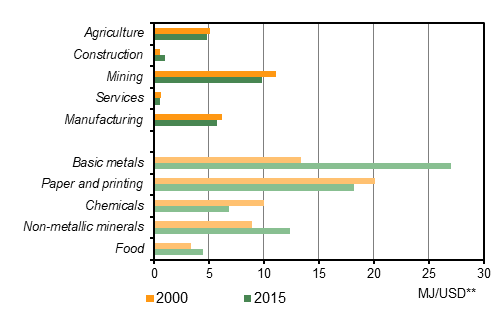 Agriculture
Construction
Mining
Services
Manufacturing
Basic metals
Paper and printing
Chemicals
Non-metallic minerals
Food
0 5 10 15 20 25 30
MJ/USD**
2000 2015